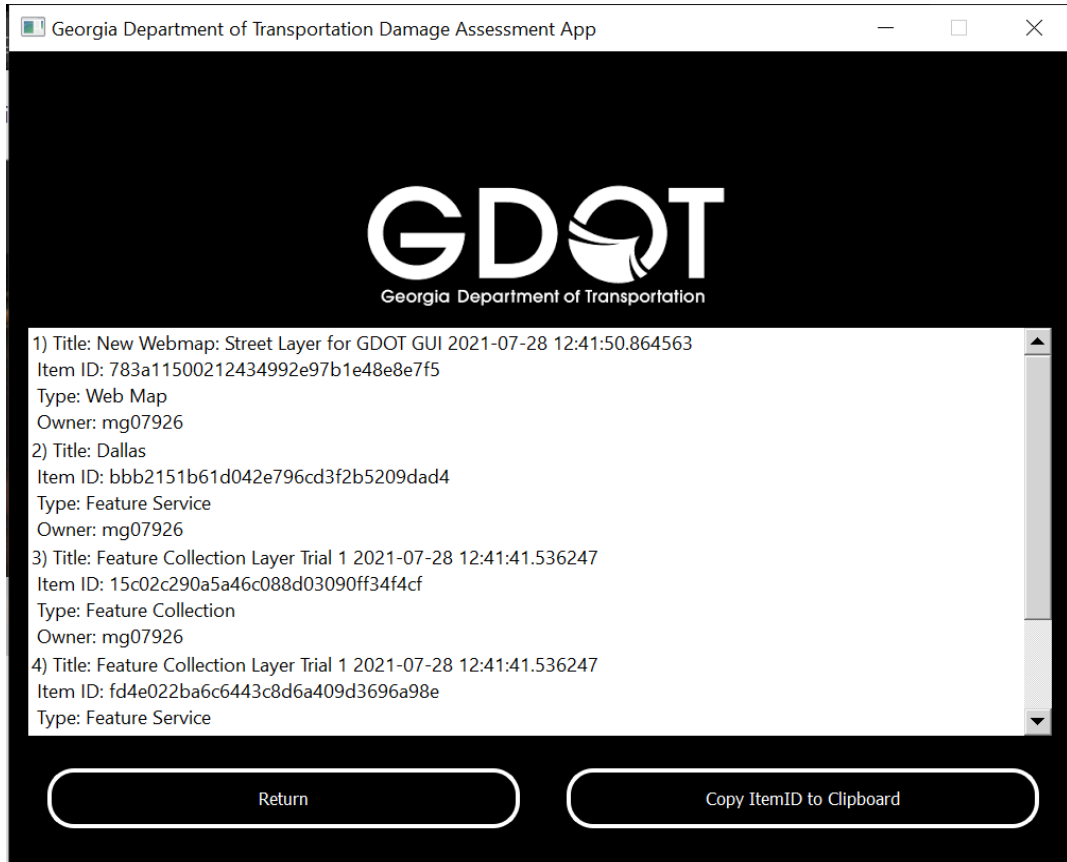 Georgia Department of Transportation Damage Assessment App
GDOT
Georgia Department of Transportation
1) Title: New Webmap: Street Layer for GDOT GUI 2021-07-28 12:41:50.864563
Item ID: 783a11500212434992e97b1e48e8e7f5
Type: Web Map
Owner: mg07926
2) Title: Dallas
Item ID: bbb2151b61d042e796cd3f2b5209dad4
Type: Feature Service
Owner: mg07926
3) Title: Feature Collection Layer Trial 1 2021-07-28 12:41:41.536247
Item ID: 15c02c290a5a46c088d03090ff34f4cf
Type: Feature Collection
Owner: mg07926
4) Title: Feature Collection Layer Trial 1 2021-07-28 12:41:41.536247
Item ID: fd4e022ba6c6443c8d6a409d3696a98e
Type: Feature Service
Return
Copy ItemID to Clipboard